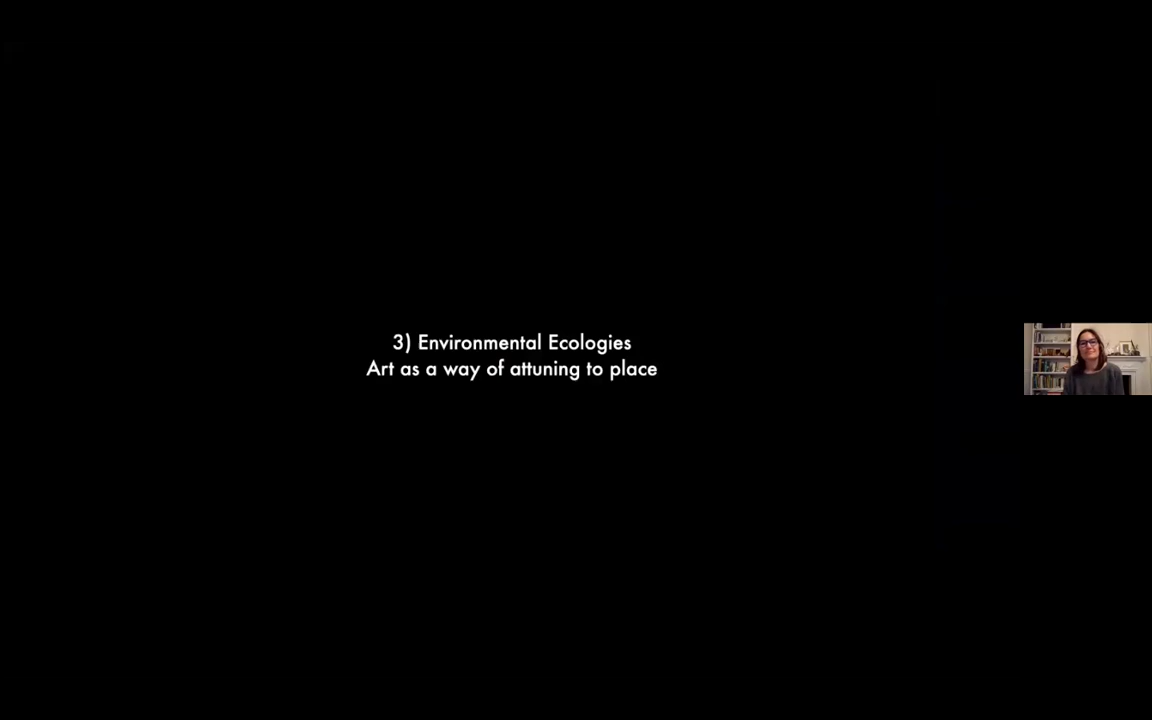 3) Environmental Ecologies
Art as a way of attuning to place